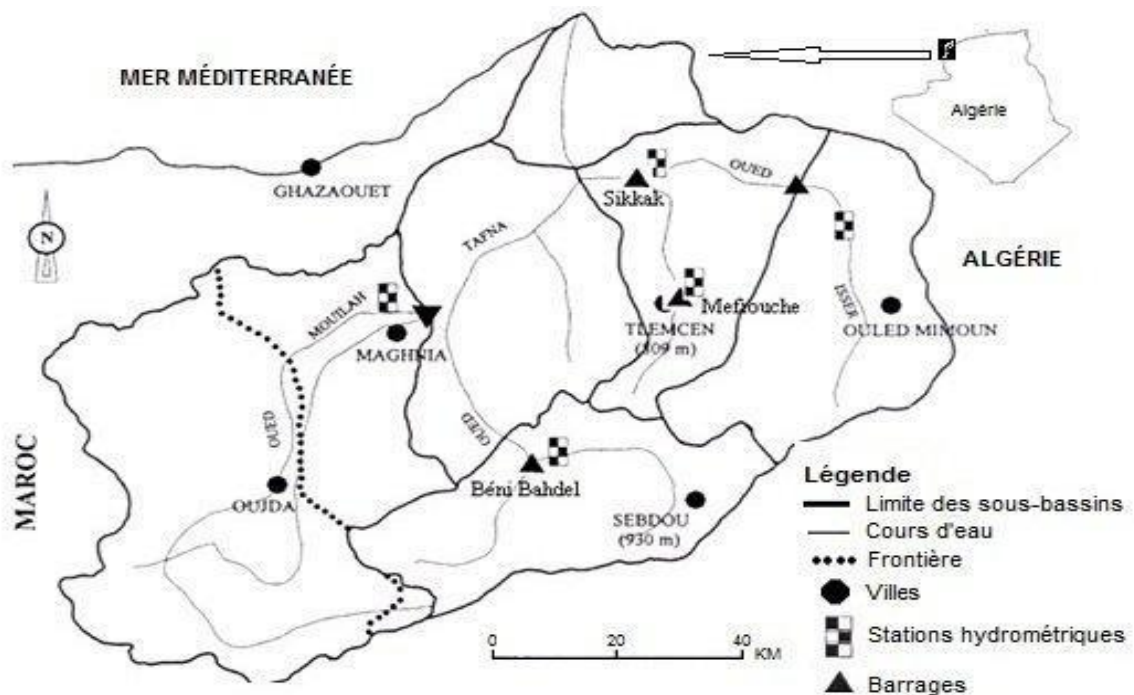 MER MÉDITERRANÉE
Algérie
GHAZAOUET
OUED
Sikkak
TAFNA
ISSER
ALGÉRIE
N
MOUILAH
MAGHNIA
Mefrouche
TLEMCEN
(809 m)
OULED MIMOUN
MAROC
OUED
OUJDA
OUED
Béni Bahdel
SEBDOU
(930 m)
Légende
Limite des sous-bassins
Cours d'eau
Frontière
Villes
Stations hydrométriques
Barrages
0 20 40
KM